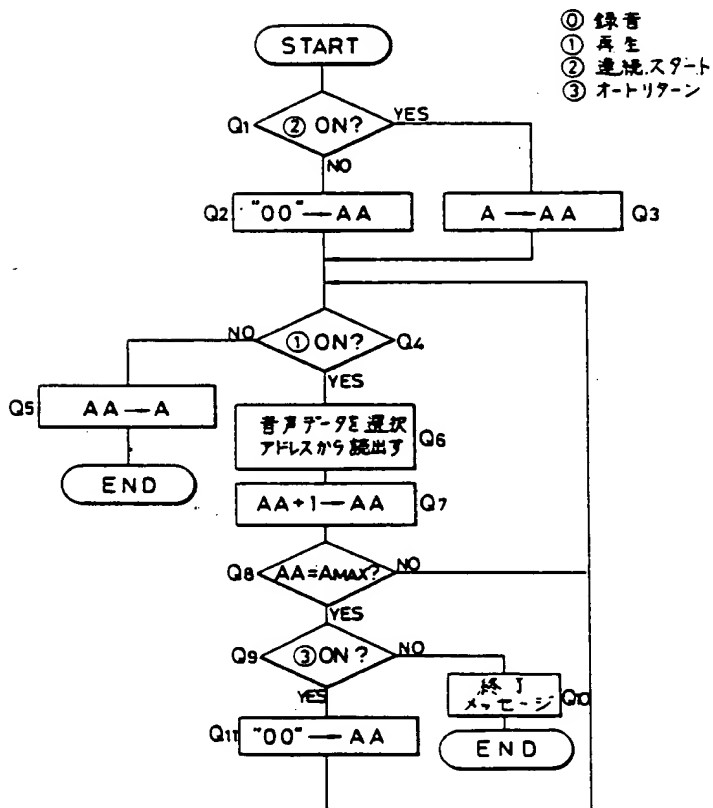 ⓪ 録音
① 再生
② 連続スタート
③ オートリターン
START
Q1 ② ON?
YES
NO
Q2 "00"→AA
A→AA Q3
NO
① ON? Q4
YES
Q5 AA→A
END
音声データを選択
アドレスから読出す
Q6
AA+1→AA Q7
Q8 AA=AMAX? NO
YES
Q9 ③ ON? NO
YES
終了
メッセージ
Q10
END
Q11 "00"→AA